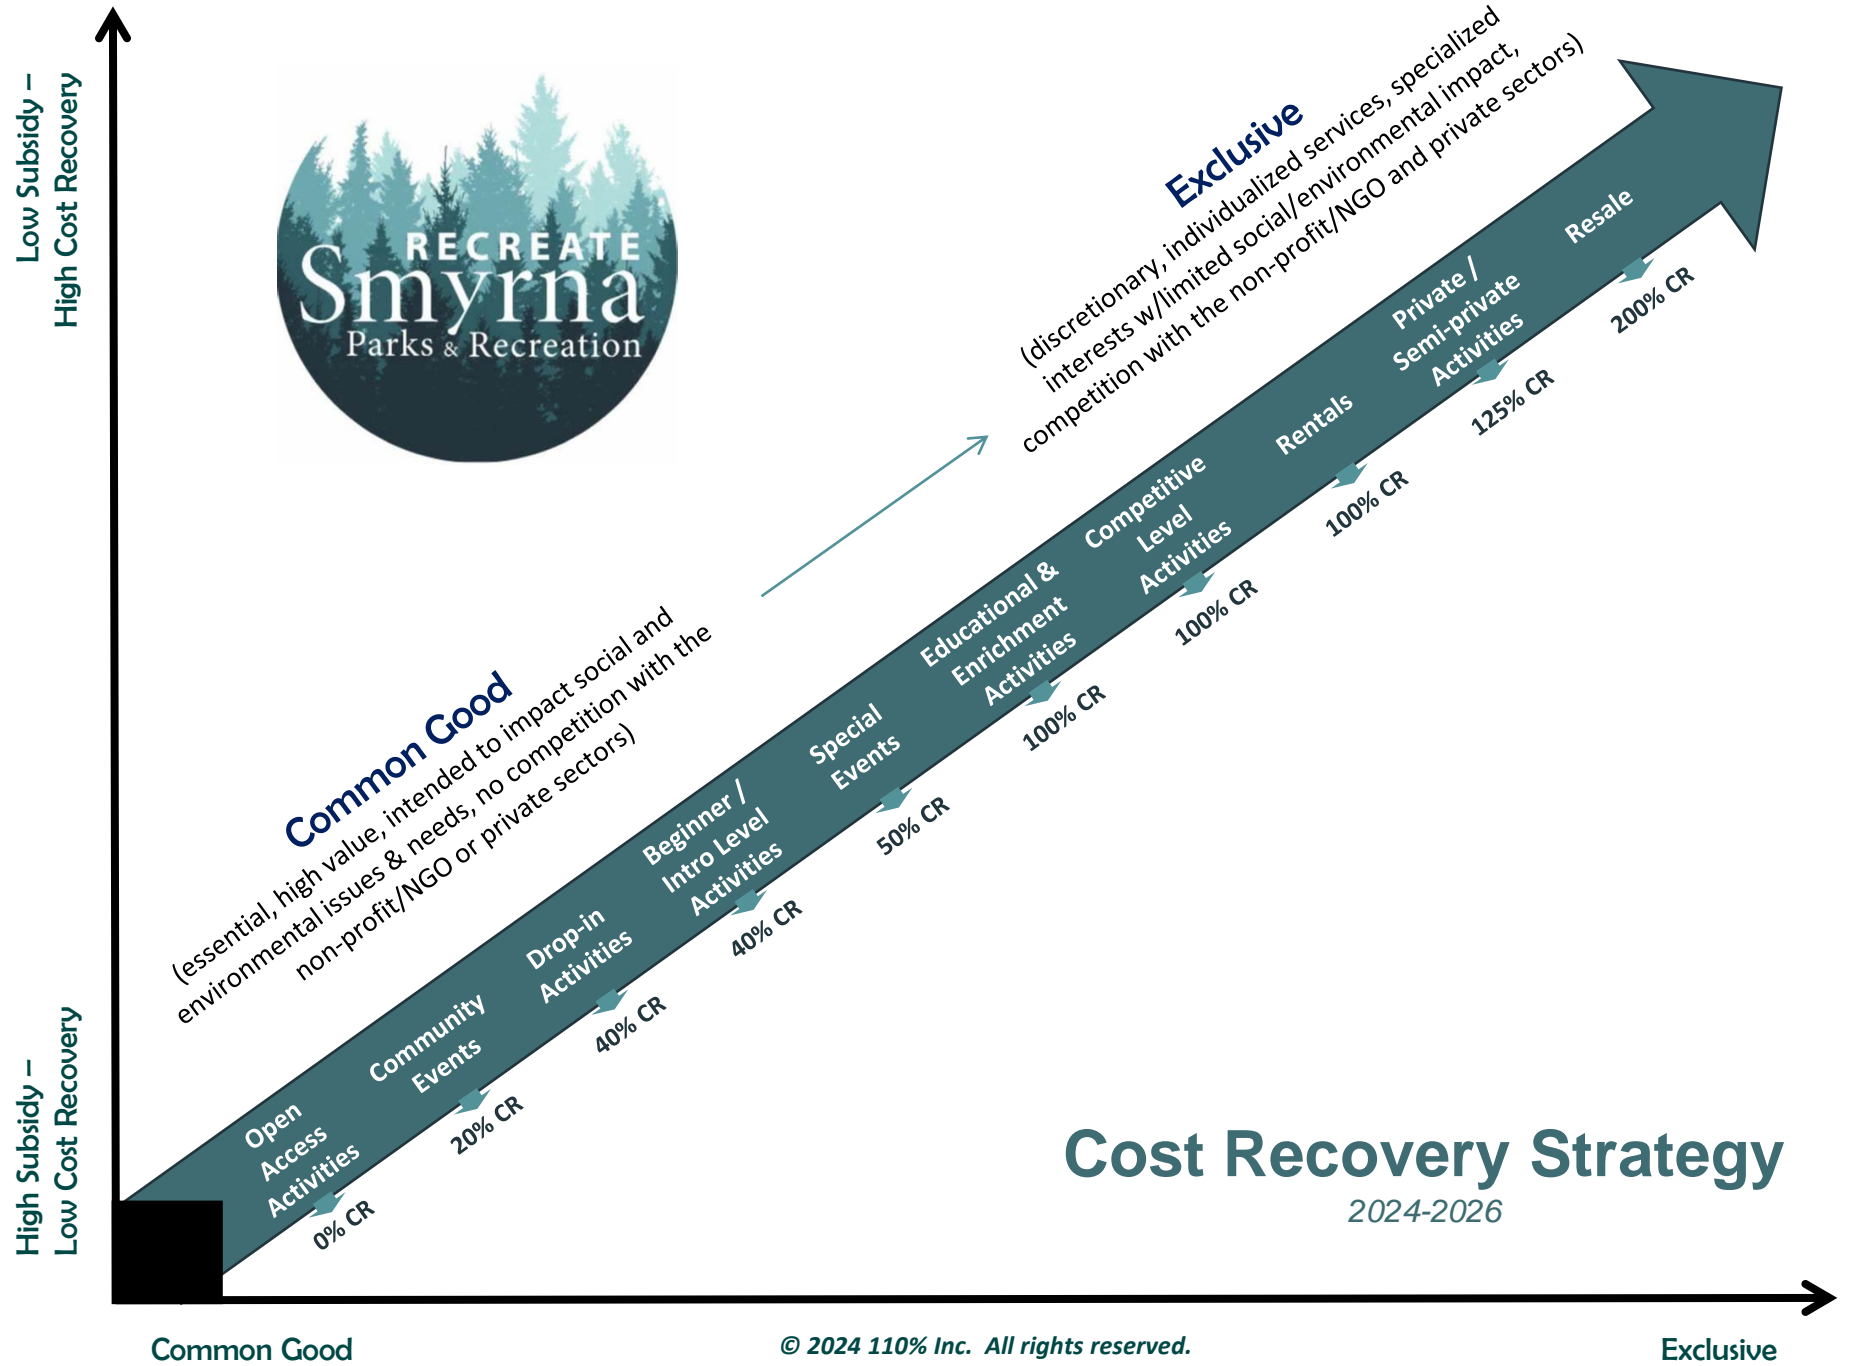 Low Subsidy –
High Cost Recovery
RECREATE
Smyrna
Parks & Recreation
Exclusive
(discretionary, individualized services, specialized
interests w/limited social/environmental impact,
competition with the non-profit/NGO and private sectors)
Common Good
(essential, high value, intended to impact social and
environmental issues & needs, no competition with the
non-profit/NGO or private sectors)
Open
Access
Activities
0% CR
Community
Events
20% CR
Drop-in
Activities
40% CR
Beginner /
Intro Level
Activities
40% CR
Special
Events
50% CR
Educational &
Enrichment
Activities
100% CR
Competitive
Level
Activities
100% CR
Rentals
100% CR
Private /
Semi-private
Activities
125% CR
Resale
200% CR
High Subsidy –
Low Cost Recovery
Cost Recovery Strategy
2024-2026
Common Good
© 2024 110% Inc. All rights reserved.
Exclusive